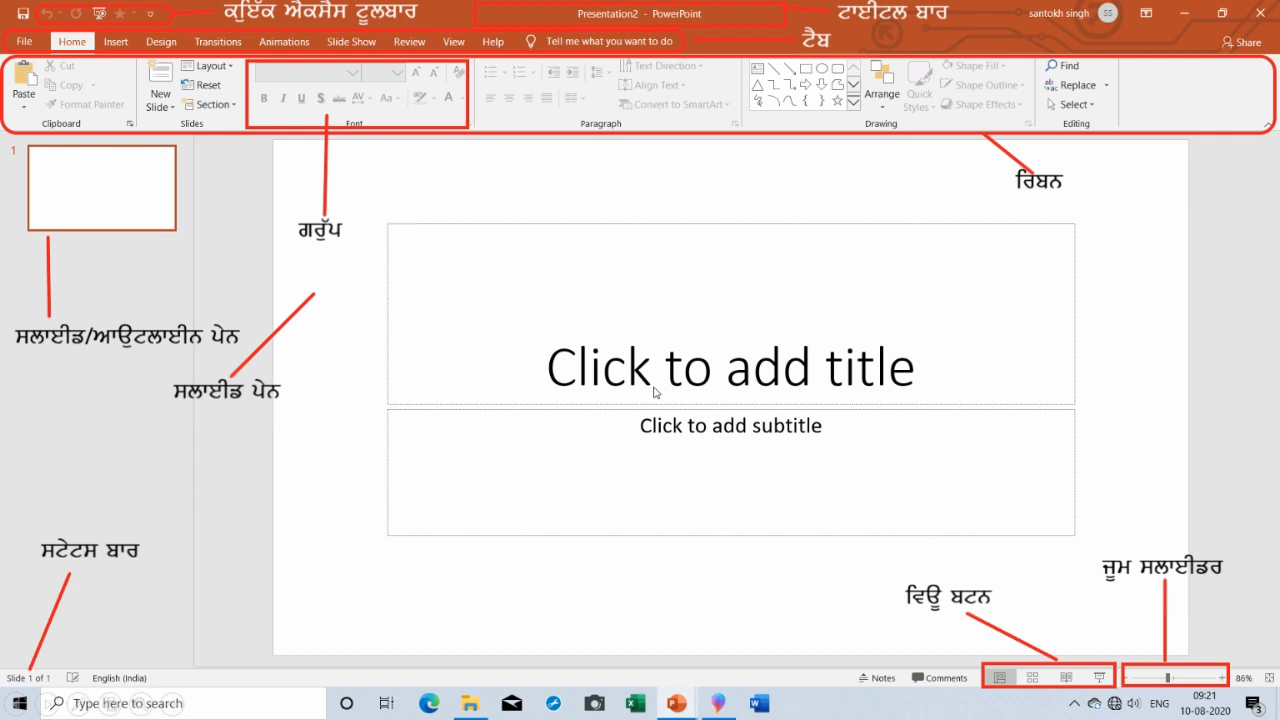 ਕੁਇੱਕ ਐਕਸੈਸ ਟੂਲਬਾਰ
Presentation2 - PowerPoint
ਟਾਈਟਲ ਬਾਰ
santokh singh
SS
File Home Insert Design Transitions Animations Slide Show Review View Help Tell me what you want to do
ਟੈਬ
Share
Paste
Cut
Copy
Format Painter
Clipboard
New Slide
Layout
Reset
Section
Slides
B I U S abc AV Aa A
Font
Text Direction
Align Text
Convert to SmartArt
Paragraph
Arrange
Quick Styles
Shape Fill
Shape Outline
Shape Effects
Drawing
Find
Replace
Select
Editing
1
ਰਿਬਨ
ਗਰੁੱਪ
ਸਲਾਈਡ/ਆਉਟਲਾਈਨ ਪੇਨ
ਸਲਾਈਡ ਪੇਨ
Click to add title
Click to add subtitle
ਸਟੇਟਸ ਬਾਰ
ਜ਼ੂਮ ਸਲਾਈਡਰ
ਵਿਊ ਬਟਨ
Slide 1 of 1 English (India) Notes Comments 86%
Type here to search
ENG
09:21
10-08-2020
3